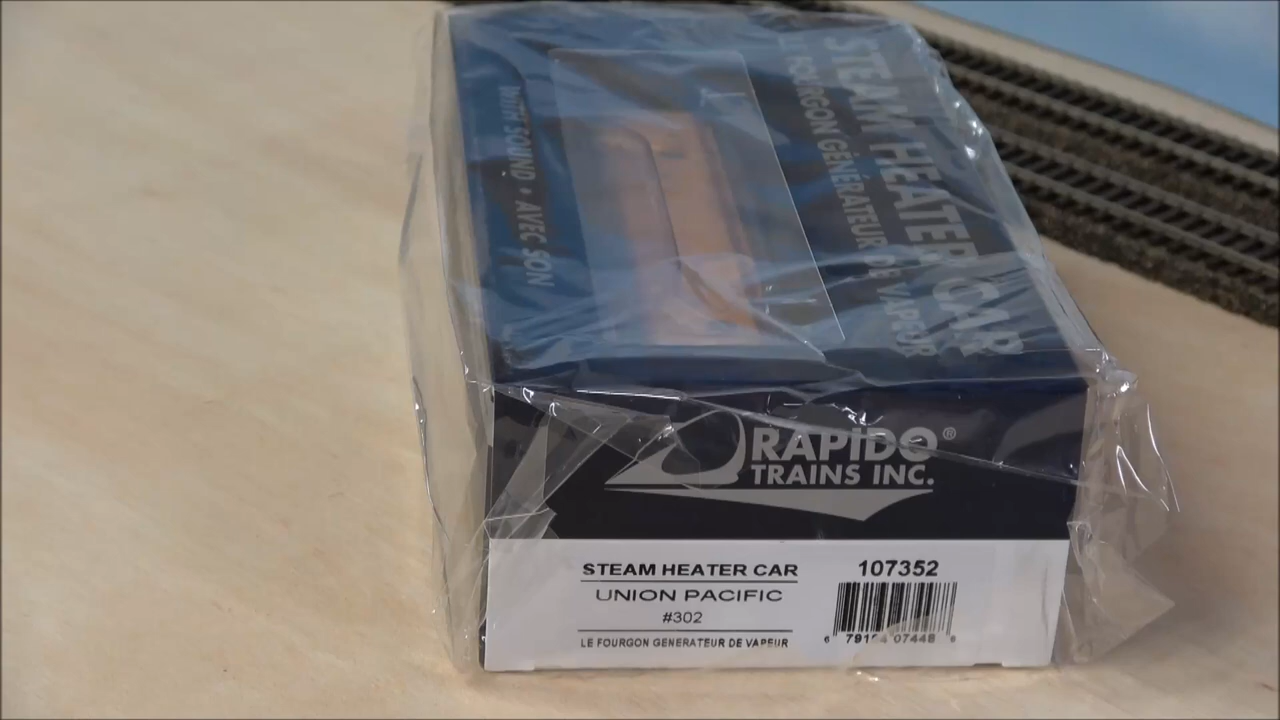 STEAM HEATER CAR
LE FOURGON GÉNÉRATEUR DE VAPEUR
WITH SOUND • AVEC SON
RAPIDO®
TRAINS INC.
STEAM HEATER CAR
UNION PACIFIC
#302
LE FOURGON GENERATEUR DE VAPEUR
107352